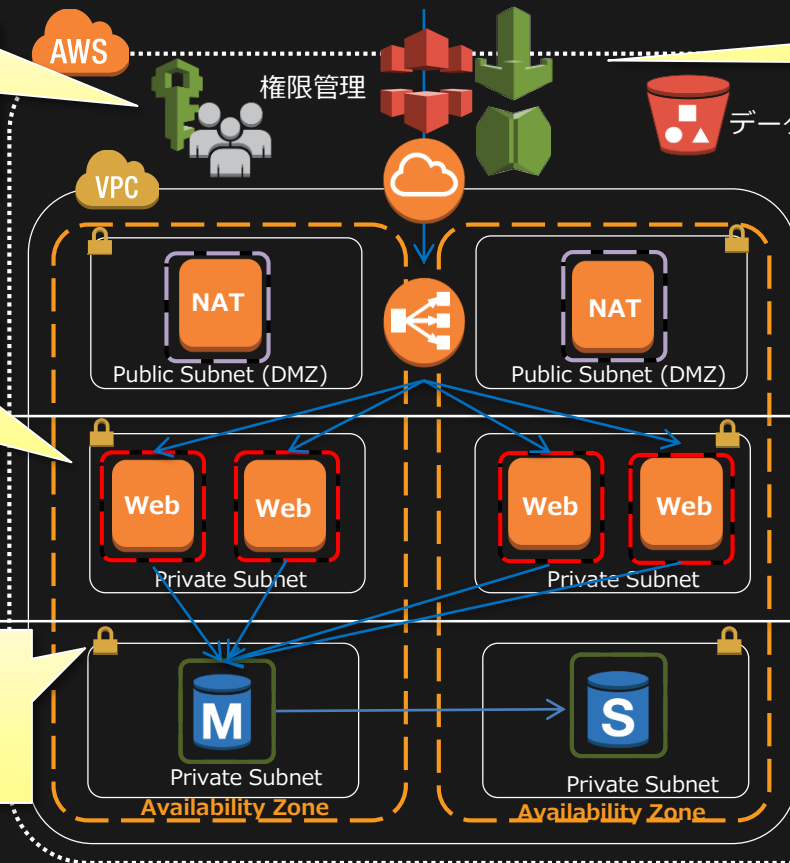 AWS
権限管理
データ
VPC
NAT
NAT
Public Subnet (DMZ)
Public Subnet (DMZ)
Web
Web
Web
Web
Private Subnet
Private Subnet
M
S
Private Subnet
Private Subnet
Availability Zone
Availability Zone